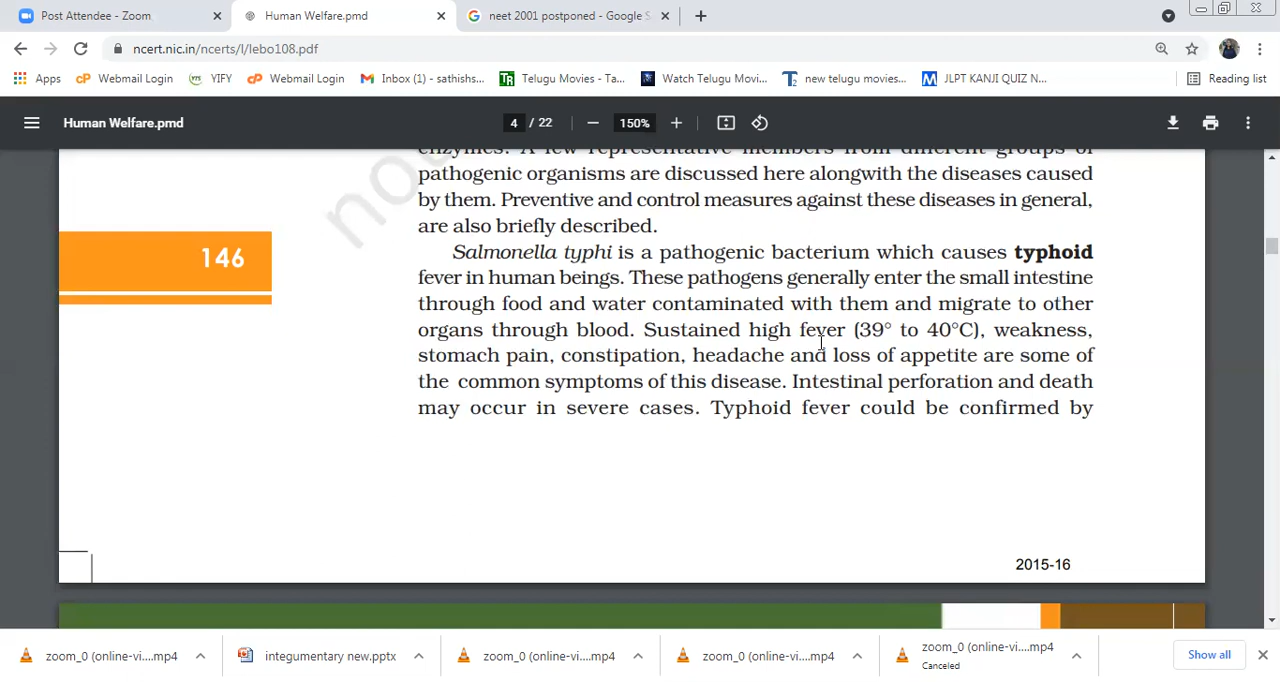 Post Attendee - Zoom
Human Welfare.pmd
neet 2001 postponed - Google S
ncert.nic.in/ncerts/l/lebo108.pdf
Apps
Webmail Login
YIFY
Webmail Login
Inbox (1) - sathishs...
Telugu Movies - Ta...
Watch Telugu Movi...
new telugu movies...
JLPT KANJI QUIZ N...
Reading list
Human Welfare.pmd
4 / 22
150%
enzymes. A few representative members from different groups of
pathogenic organisms are discussed here alongwith the diseases caused
by them. Preventive and control measures against these diseases in general,
are also briefly described.
146
Salmonella typhi is a pathogenic bacterium which causes typhoid
fever in human beings. These pathogens generally enter the small intestine
through food and water contaminated with them and migrate to other
organs through blood. Sustained high fever (39° to 40°C), weakness,
stomach pain, constipation, headache and loss of appetite are some of
the common symptoms of this disease. Intestinal perforation and death
may occur in severe cases. Typhoid fever could be confirmed by
2015-16
zoom_0 (online-vi....mp4
integumentary new.pptx
zoom_0 (online-vi....mp4
zoom_0 (online-vi....mp4
zoom_0 (online-vi....mp4
Canceled
Show all